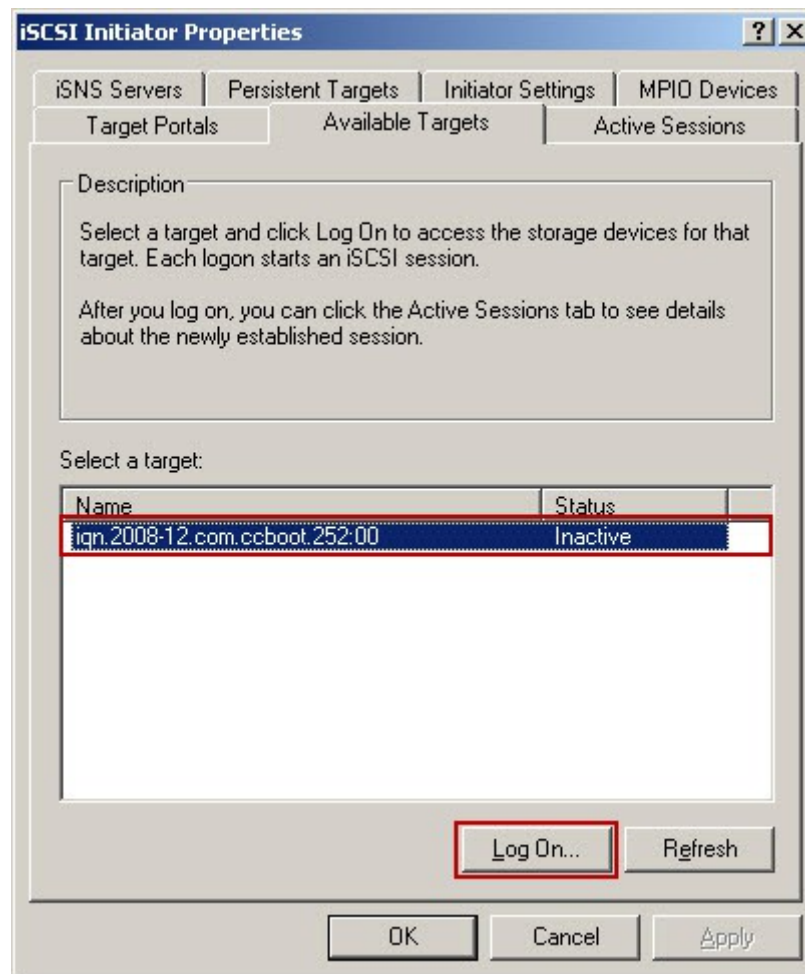 iSCSI Initiator Properties
iSNS Servers Persistent Targets Initiator Settings MPIO Devices
Target Portals Available Targets Active Sessions
Description
Select a target and click Log On to access the storage devices for that
target. Each logon starts an iSCSI session.
After you log on, you can click the Active Sessions tab to see details
about the newly established session.
Select a target:
Name Status
iqn.2008-12.com.ccboot.252:00 Inactive
Log On... Refresh
OK Cancel Apply